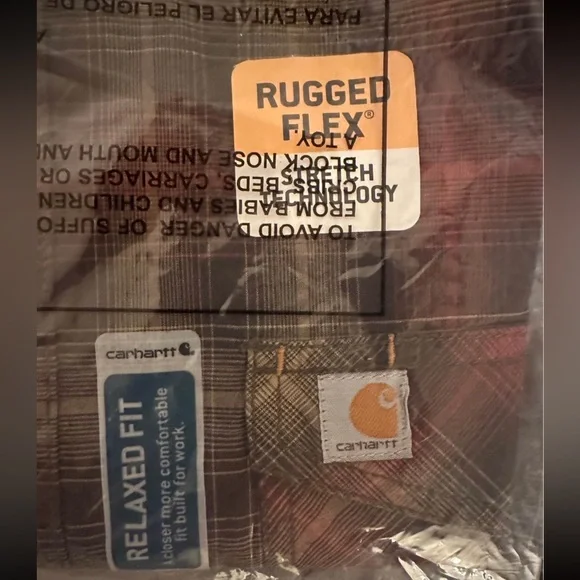 PARA EVITAR EL PELIGRO DE
RUGGED
FLEX®
STRETCH
TECHNOLOGY
TO AVOID DANGER OF SUFFO
FROM BABIES AND CHILDREN
CRIBS, BEDS, CARRIAGES OR
BLOCK NOSE AND MOUTH AN
A TOY.
carhartt
RELAXED FIT
closer more comfortable
fit built for work.
carhartt